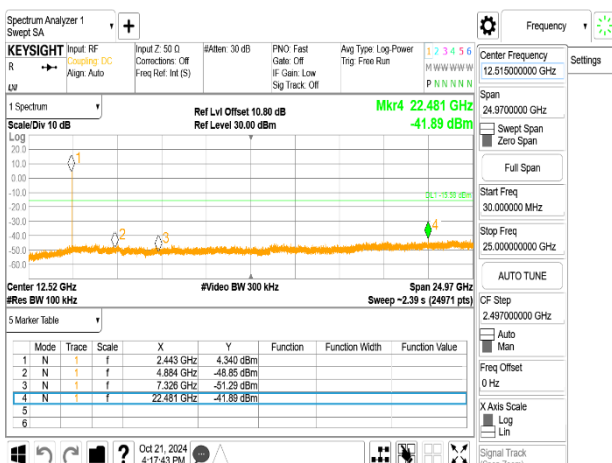 Spectrum Analyzer 1
Swept SA
Frequency
KEYSIGHT
Input: RF
Coupling: DC
Align: Auto
Input Z: 50 Ω
Corrections: Off
Freq Ref: Int (S)
#Atten: 30 dB
PNO: Fast
Gate: Off
IF Gain: Low
Sig Track: Off
Avg Type: Log-Power
Trig: Free Run
1 2 3 4 5 6
M W W W W W
P N N N N N
R
Center Frequency
12.515000000 GHz
Settings
Span
24.9700000 GHz
Swept Span
Zero Span
Full Span
Start Freq
30.000000 MHz
Stop Freq
25.000000000 GHz
AUTO TUNE
CF Step
2.497000000 GHz
Auto
Man
Freq Offset
0 Hz
X Axis Scale
Log
Lin
Signal Track
1 Spectrum
Scale/Div 10 dB
Ref Lvl Offset 10.80 dB
Ref Level 30.00 dBm
Mkr4 22.481 GHz
-41.89 dBm
Log
20.0
10.0
0.00
-10.0
-20.0
-30.0
-40.0
-50.0
-60.0
1
2
3
4
Center 12.52 GHz
#Res BW 100 kHz
#Video BW 300 kHz
Span 24.97 GHz
Sweep ~2.39 s (24971 pts)
5 Marker Table
Mode Trace Scale X Y Function Function Width Function Value
1 N 1 f 2.443 GHz 4.340 dBm
2 N 1 f 4.884 GHz -48.85 dBm
3 N 1 f 7.326 GHz -51.29 dBm
4 N 1 f 22.481 GHz -41.89 dBm
5
6
Oct 21, 2024
4:17:43 PM